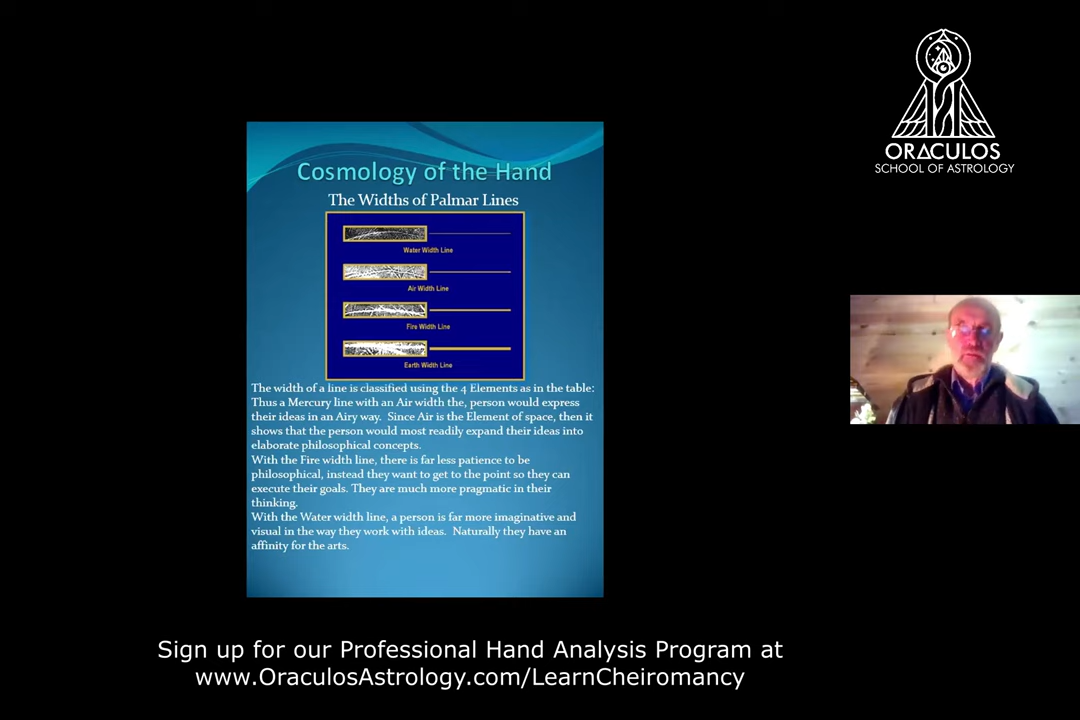 ORACULOS
SCHOOL OF ASTROLOGY
Cosmology of the Hand
The Widths of Palmar Lines
Water Width Line
Air Width Line
Fire Width Line
Earth Width Line
The width of a line is classified using the 4 Elements as in the table:
Thus a Mercury line with an Air width the, person would express
their ideas in an Airy way. Since Air is the Element of space, then it
shows that the person would most readily expand their ideas into
elaborate philosophical concepts.
With the Fire width line, there is far less patience to be
philosophical, instead they want to get to the point so they can
execute their goals. They are much more pragmatic in their
thinking.
With the Water width line, a person is far more imaginative and
visual in the way they work with ideas. Naturally they have an
affinity for the arts.
Sign up for our Professional Hand Analysis Program at
www.OraculosAstrology.com/LearnCheiromancy